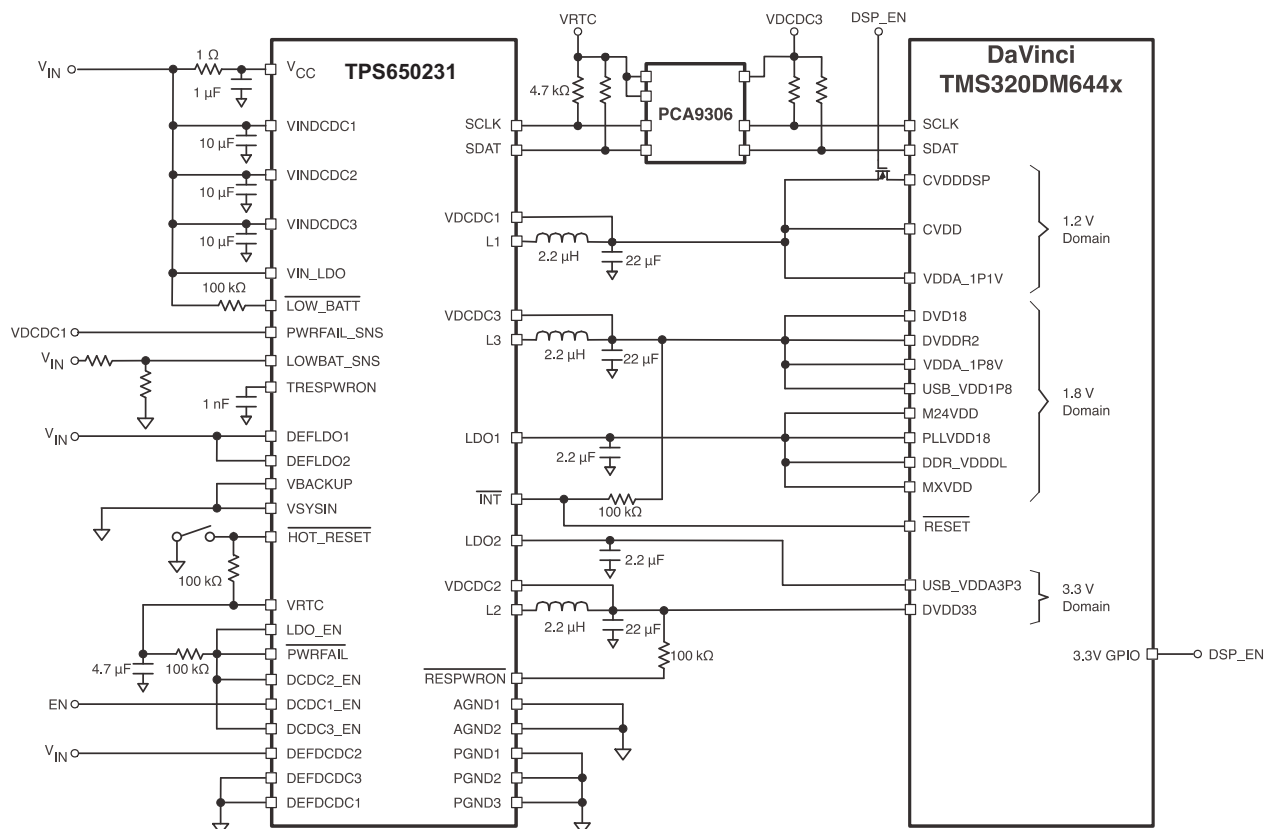 VRTC
VDCDC3
DSP_EN
VIN
1 Ω
1 µF
VCC
TPS650231
DaVinci
TMS320DM644x
4.7 kΩ
PCA9306
VINDCDC1
10 µF
SCLK
SCLK
SDAT
SDAT
VINDCDC2
10 µF
CVDDDSP
VINDCDC3
10 µF
VDCDC1
L1
2.2 µH
22 µF
CVDD
1.2 V
Domain
VIN_LDO
VDDA_1P1V
100 kΩ
LOW_BATT
VDCDC1
PWRFAIL_SNS
VDCDC3
L3
2.2 µH
22 µF
DVD18
DVDDR2
VIN
LOWBAT_SNS
VDDA_1P8V
TRESPWRON
1 nF
USB_VDD1P8
1.8 V
Domain
M24VDD
VIN
DEFLDO1
LDO1
2.2 µF
PLLVDD18
DEFLDO2
DDR_VDDDL
VBACKUP
MXVDD
VSYSIN
INT
100 kΩ
RESET
HOT_RESET
LDO2
2.2 µF
100 kΩ
VDCDC2
USB_VDDA3P3
3.3 V
Domain
VRTC
L2
2.2 µH
22 µF
DVDD33
LDO_EN
4.7 µF
100 kΩ
PWRFAIL
100 kΩ
3.3V GPIO
DSP_EN
DCDC2_EN
RESPWRON
EN
DCDC1_EN
AGND1
DCDC3_EN
AGND2
VIN
DEFDCDC2
PGND1
DEFDCDC3
PGND2
DEFDCDC1
PGND3